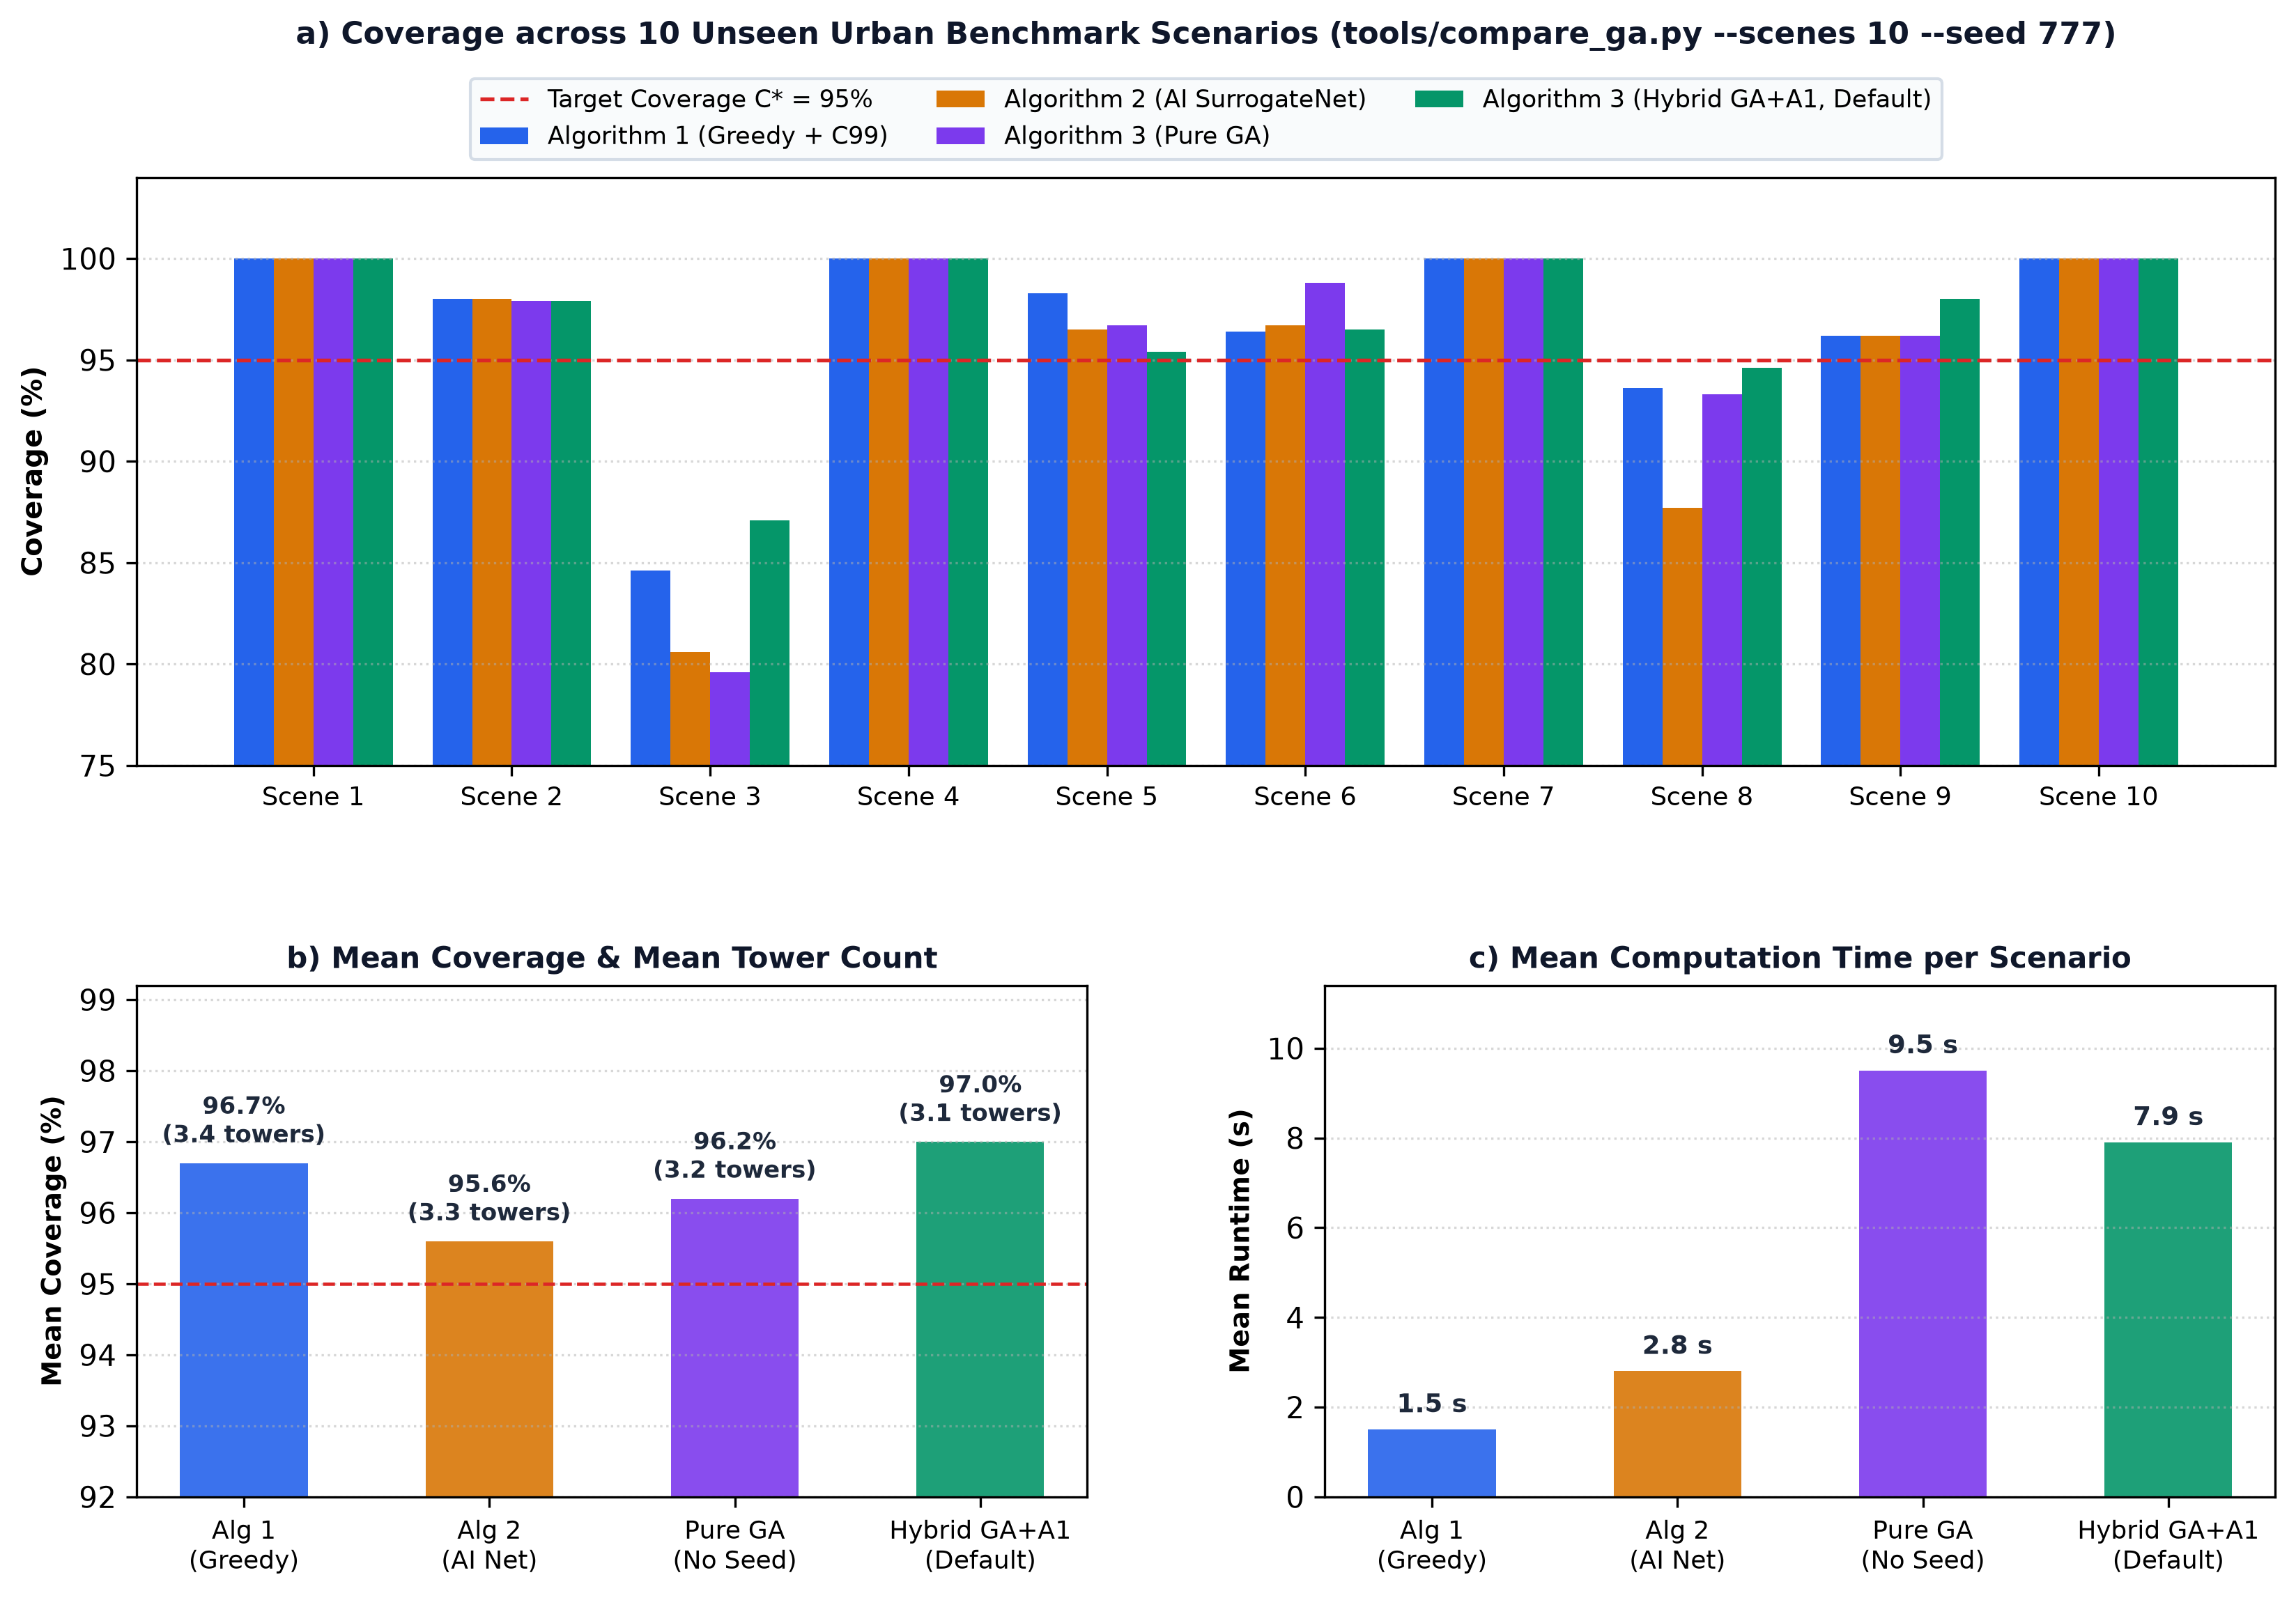 a) Coverage across 10 Unseen Urban Benchmark Scenarios (tools/compare_ga.py --scenes 10 --seed 777)
Target Coverage C* = 95%
Algorithm 1 (Greedy + C99)
Algorithm 2 (AI SurrogateNet)
Algorithm 3 (Pure GA)
Algorithm 3 (Hybrid GA+A1, Default)
Coverage (%)
100
95
90
85
80
75
Scene 1
Scene 2
Scene 3
Scene 4
Scene 5
Scene 6
Scene 7
Scene 8
Scene 9
Scene 10
b) Mean Coverage & Mean Tower Count
Mean Coverage (%)
99
98
97
96
95
94
93
92
96.7%
(3.4 towers)
95.6%
(3.3 towers)
96.2%
(3.2 towers)
97.0%
(3.1 towers)
Alg 1
(Greedy)
Alg 2
(AI Net)
Pure GA
(No Seed)
Hybrid GA+A1
(Default)
c) Mean Computation Time per Scenario
Mean Runtime (s)
10
8
6
4
2
0
1.5 s
2.8 s
9.5 s
7.9 s
Alg 1
(Greedy)
Alg 2
(AI Net)
Pure GA
(No Seed)
Hybrid GA+A1
(Default)